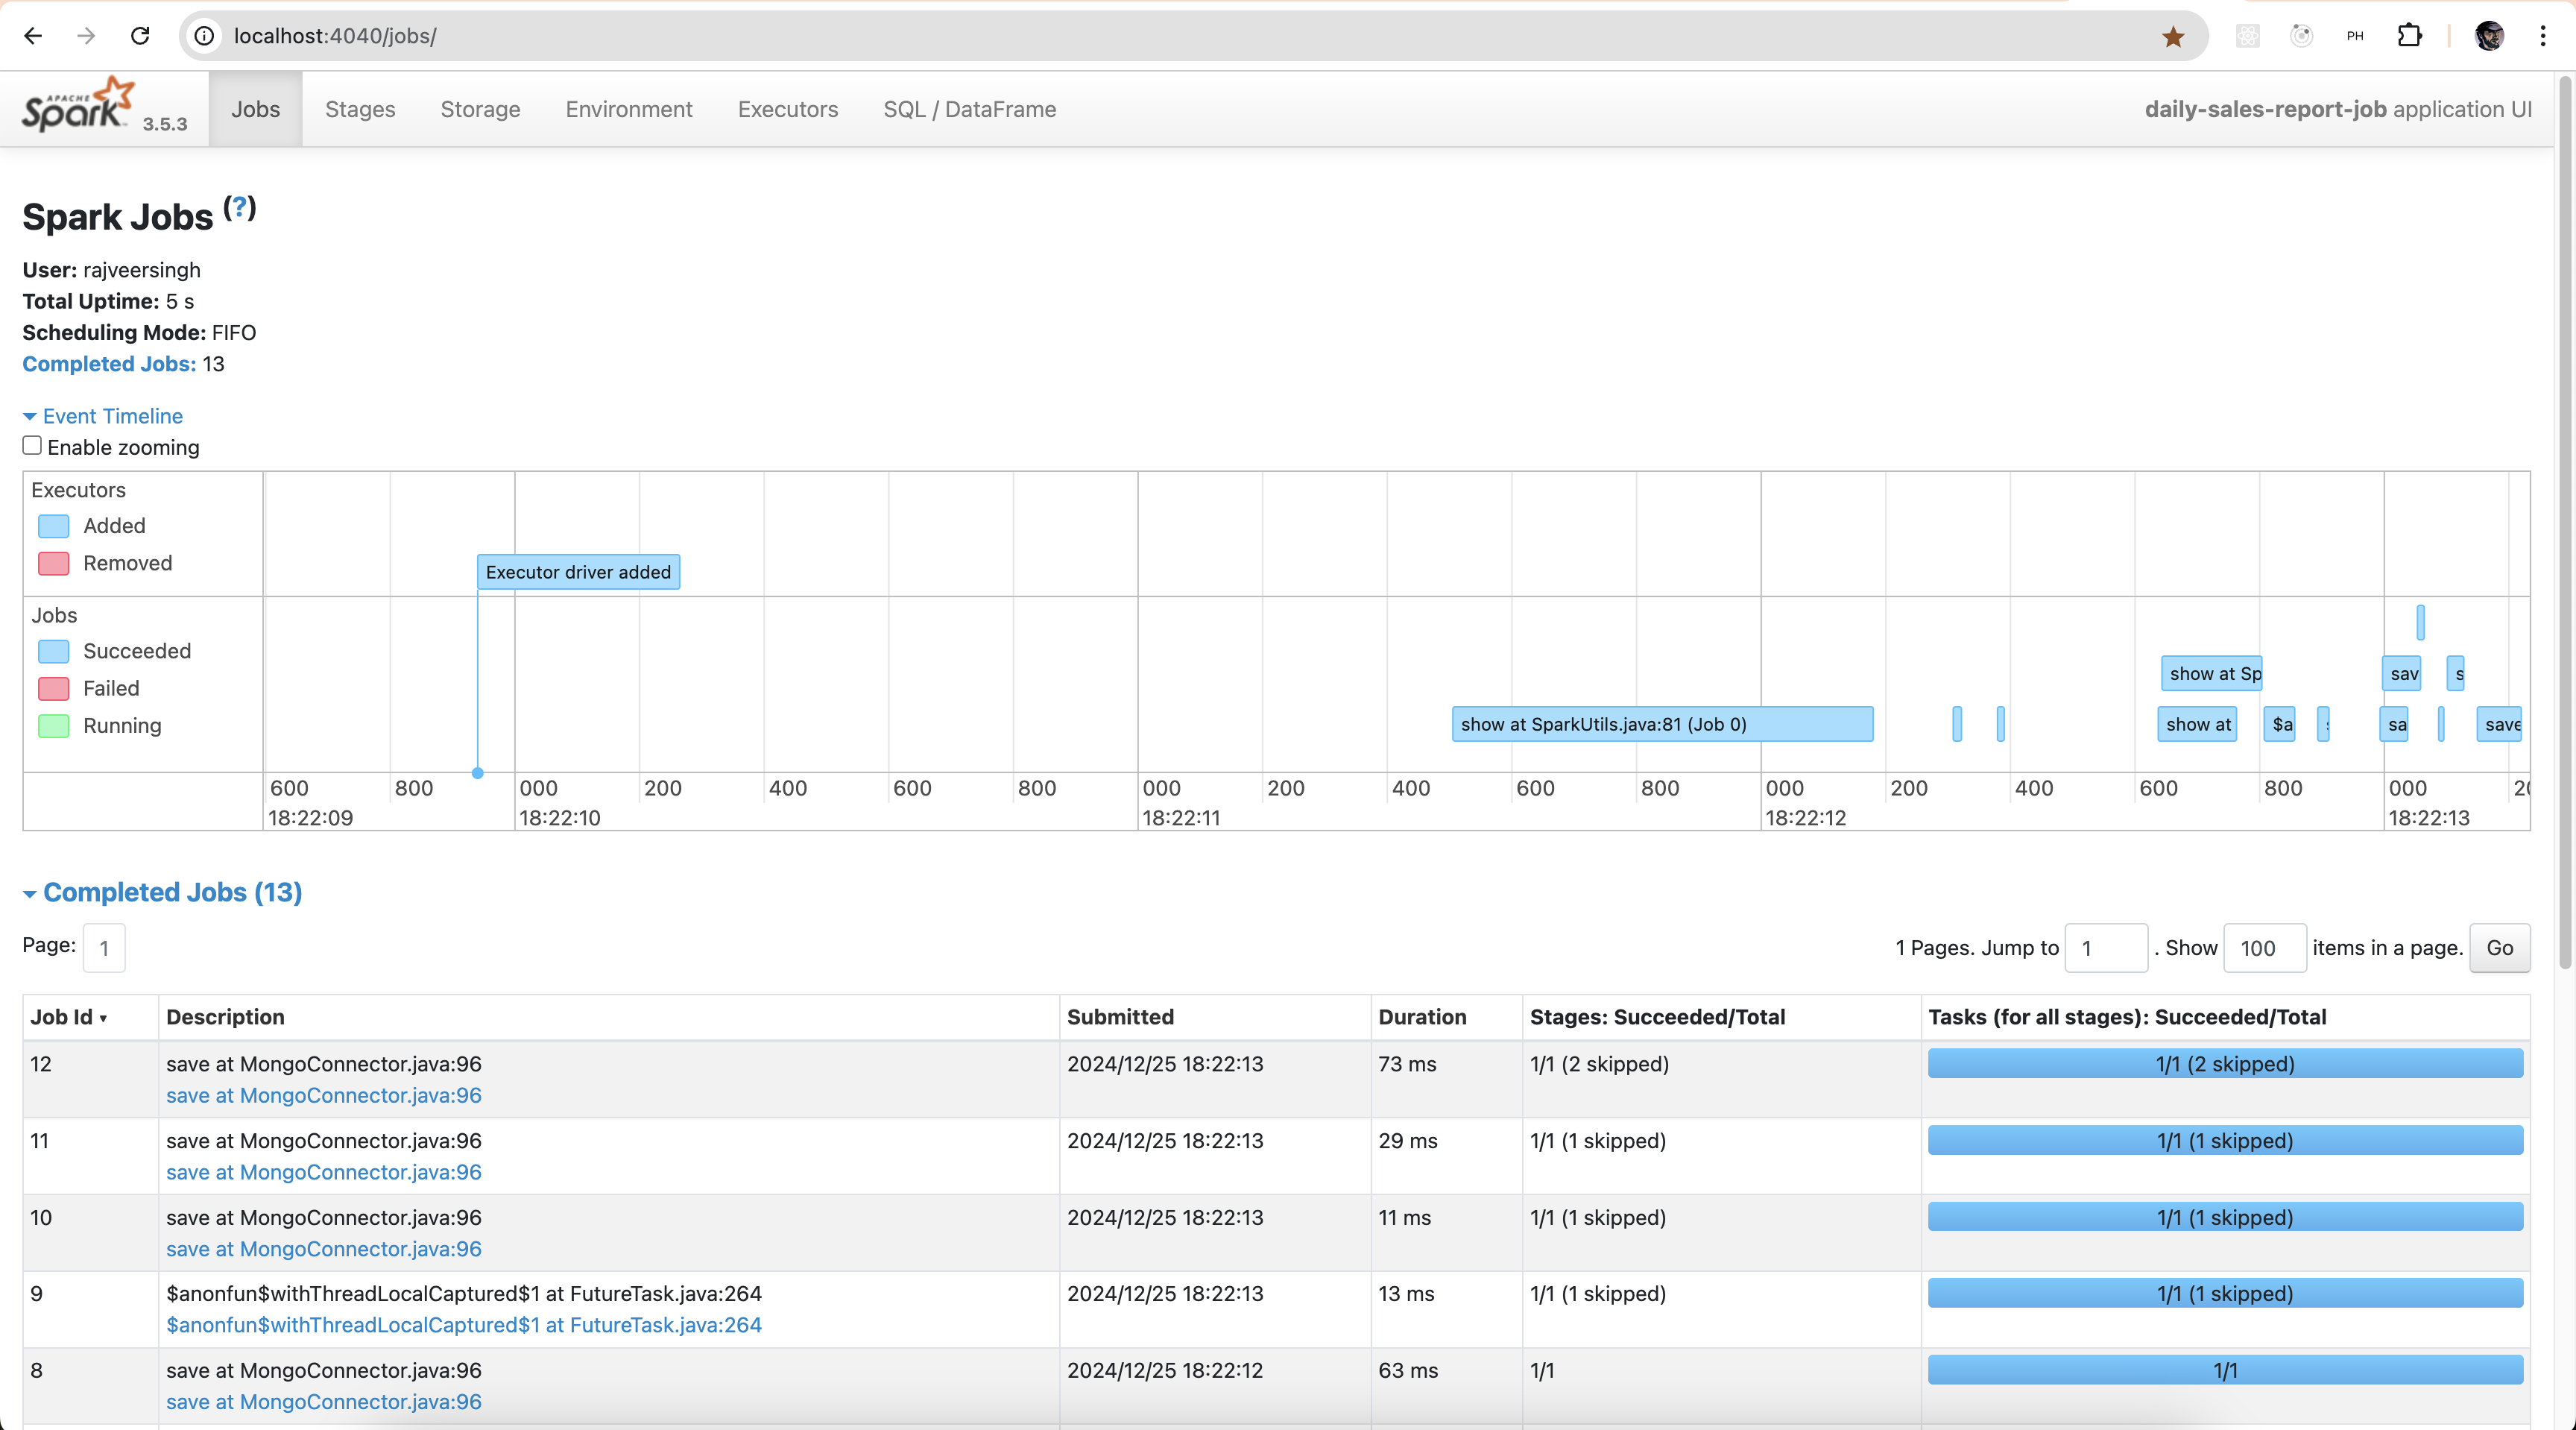 localhost:4040/jobs/
PH
APACHE
Spark 3.5.3
Jobs
Stages
Storage
Environment
Executors
SQL / DataFrame
daily-sales-report-job application UI
Spark Jobs (?)
User: rajveersingh
Total Uptime: 5 s
Scheduling Mode: FIFO
Completed Jobs: 13
Event Timeline
Enable zooming
Executors
Added
Removed
Executor driver added
Jobs
Succeeded
Failed
Running
show at Sp
sav
s
show at SparkUtils.java:81 (Job 0)
show at
$a
sa
save
600 800 000 200 400 600 800 000 200 400 600 800 000 200 400 600 800 000
18:22:09 18:22:10 18:22:11 18:22:12 18:22:13
Completed Jobs (13)
Page: 1
1 Pages. Jump to 1 . Show 100 items in a page. Go
Job Id ▾ Description Submitted Duration Stages: Succeeded/Total Tasks (for all stages): Succeeded/Total
12 save at MongoConnector.java:96 2024/12/25 18:22:13 73 ms 1/1 (2 skipped) 1/1 (2 skipped)
save at MongoConnector.java:96
11 save at MongoConnector.java:96 2024/12/25 18:22:13 29 ms 1/1 (1 skipped) 1/1 (1 skipped)
save at MongoConnector.java:96
10 save at MongoConnector.java:96 2024/12/25 18:22:13 11 ms 1/1 (1 skipped) 1/1 (1 skipped)
save at MongoConnector.java:96
9 $anonfun$withThreadLocalCaptured$1 at FutureTask.java:264 2024/12/25 18:22:13 13 ms 1/1 (1 skipped) 1/1 (1 skipped)
$anonfun$withThreadLocalCaptured$1 at FutureTask.java:264
8 save at MongoConnector.java:96 2024/12/25 18:22:12 63 ms 1/1 1/1
save at MongoConnector.java:96